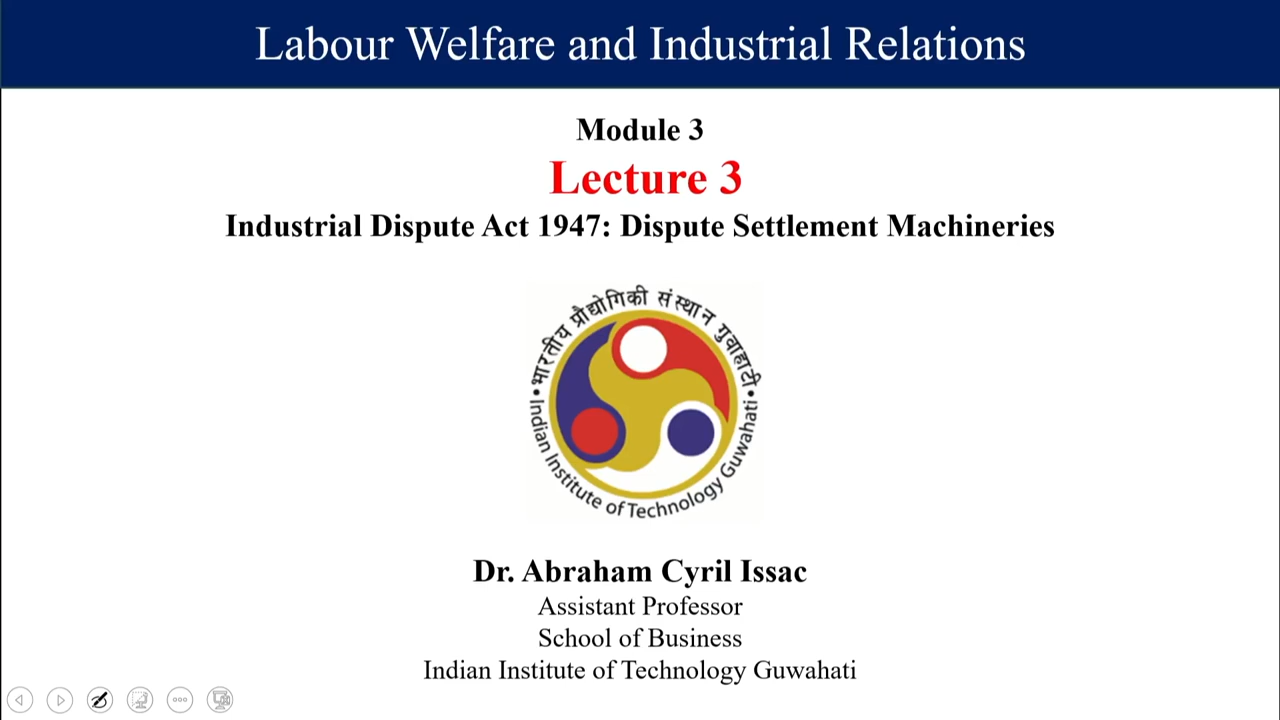 Labour Welfare and Industrial Relations
Module 3
Lecture 3
Industrial Dispute Act 1947: Dispute Settlement Machineries
भारतीय प्रौद्योगिकी संस्थान गुवाहाटी
Indian Institute of Technology Guwahati
Dr. Abraham Cyril Issac
Assistant Professor
School of Business
Indian Institute of Technology Guwahati